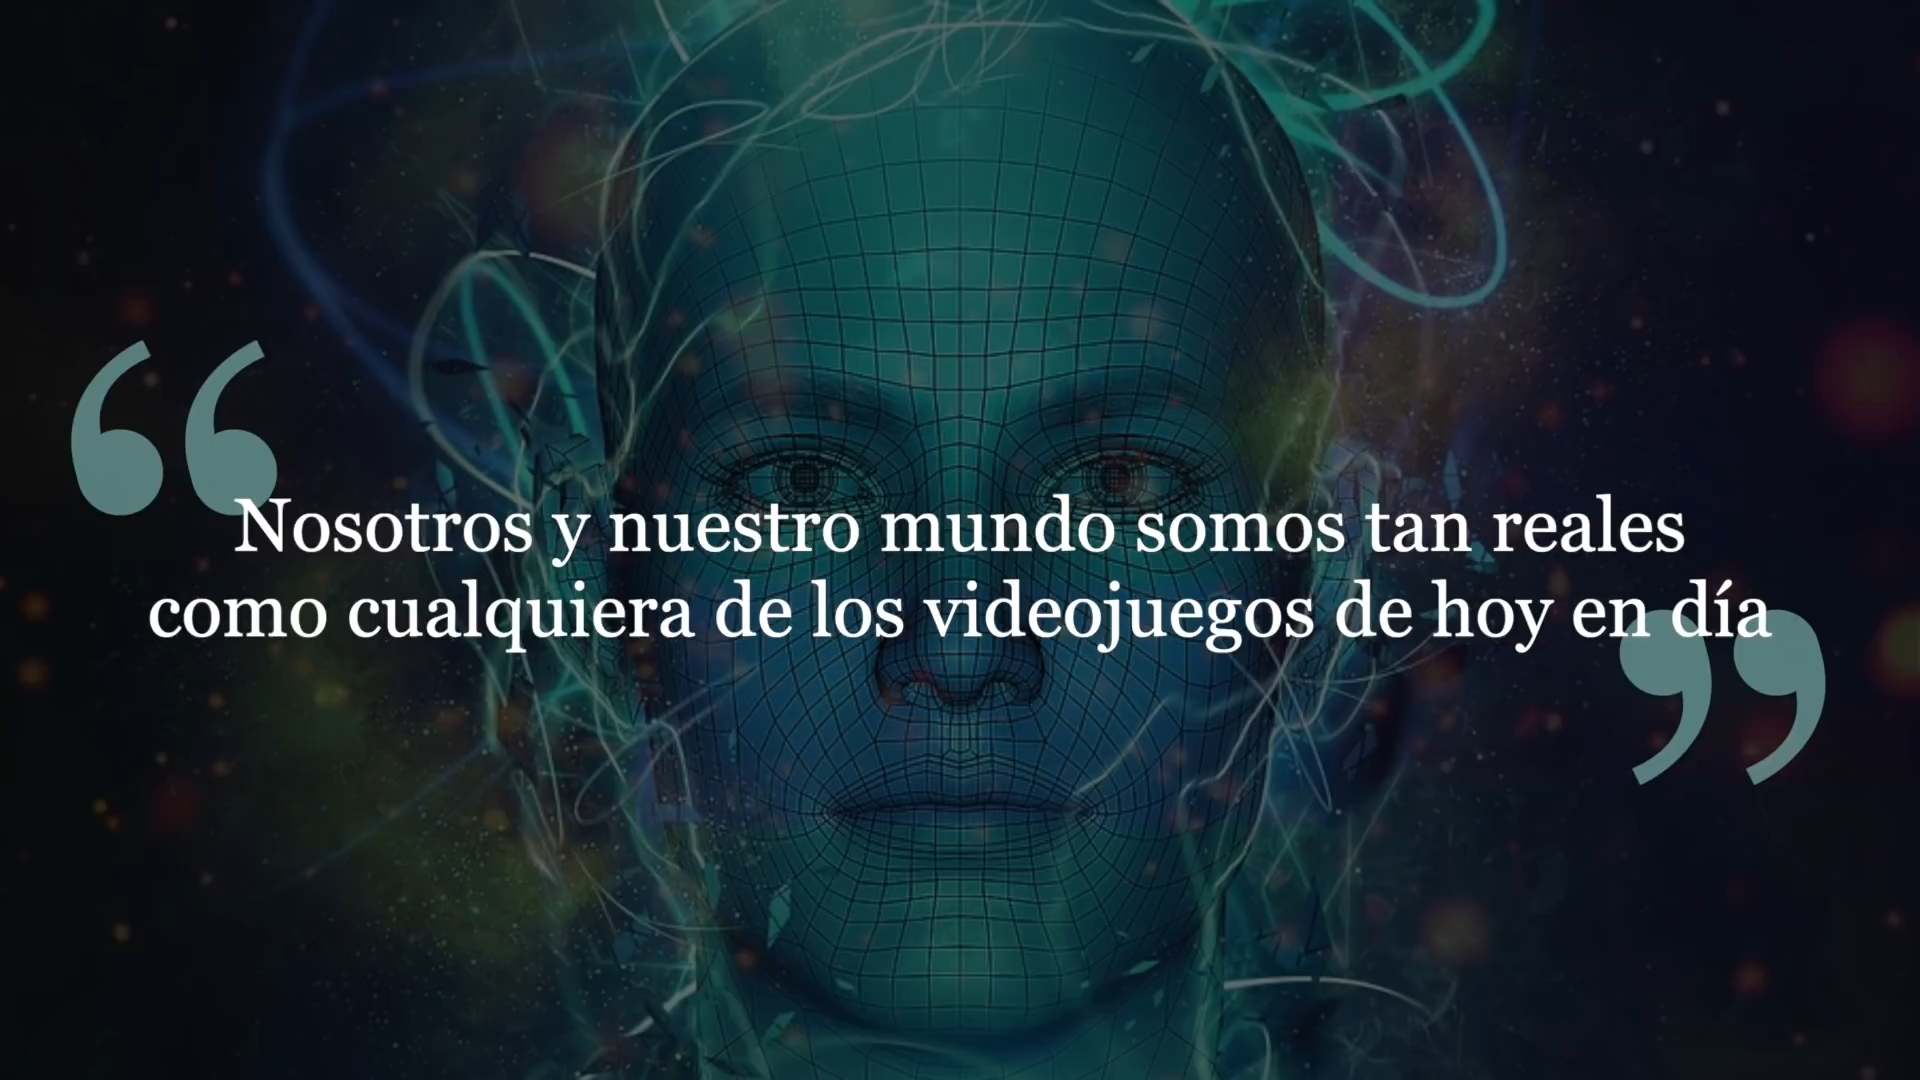 “Nosotros y nuestro mundo somos tan reales
como cualquiera de los videojuegos de hoy en día”